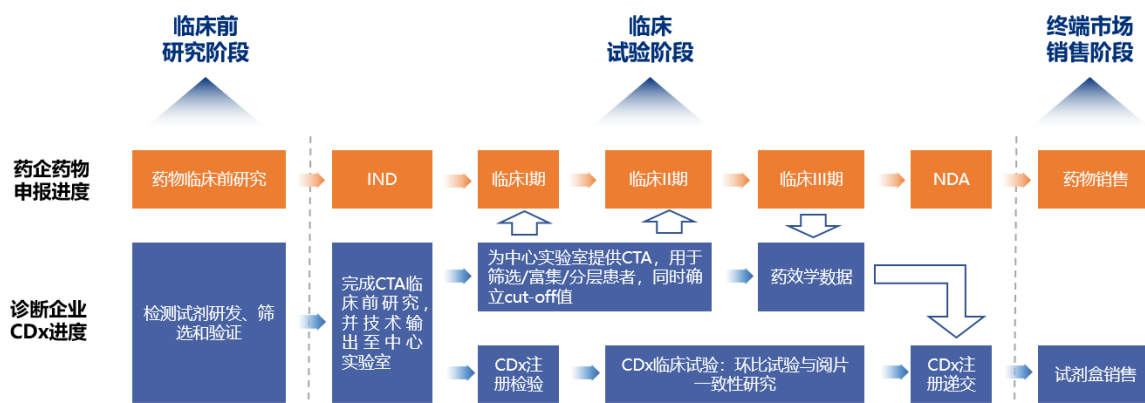 临床前
研究阶段
临床
试验阶段
终端市场
销售阶段
药企药物
申报进度
药物临床前研究
IND
临床I期
临床II期
临床III期
NDA
药物销售
诊断企业
CDx进度
检测试剂研发、筛
选和验证
完成CTA临
床前研究，
并技术输
出至中心
实验室
为中心实验室提供CTA，用于
筛选/富集/分层患者，同时确
立cut-off值
药效学数据
CDx注
册检验
CDx临床试验：环比试验与阅片
一致性研究
CDx注
册递交
试剂盒销售